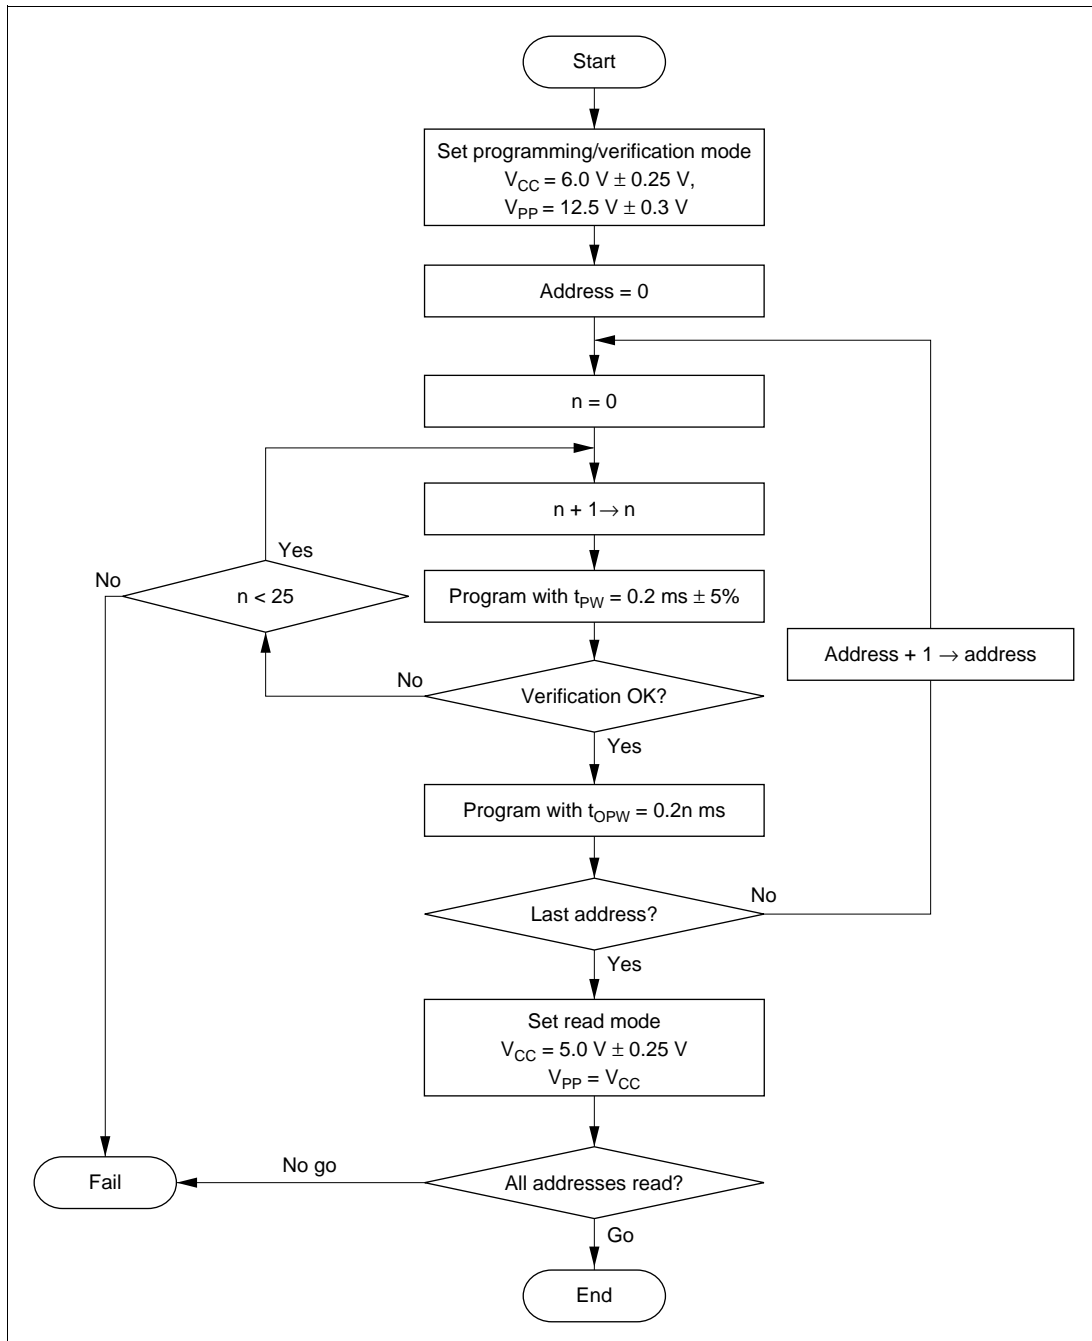 Start
Set programming/verification mode
VCC = 6.0 V ± 0.25 V,
VPP = 12.5 V ± 0.3 V
Address = 0
n = 0
n + 1 → n
Yes
No
n < 25
Program with tPW = 0.2 ms ± 5%
Address + 1 → address
No
Verification OK?
Yes
Program with tOPW = 0.2n ms
Last address?
No
Yes
Set read mode
VCC = 5.0 V ± 0.25 V
VPP = VCC
All addresses read?
No go
Fail
Go
End